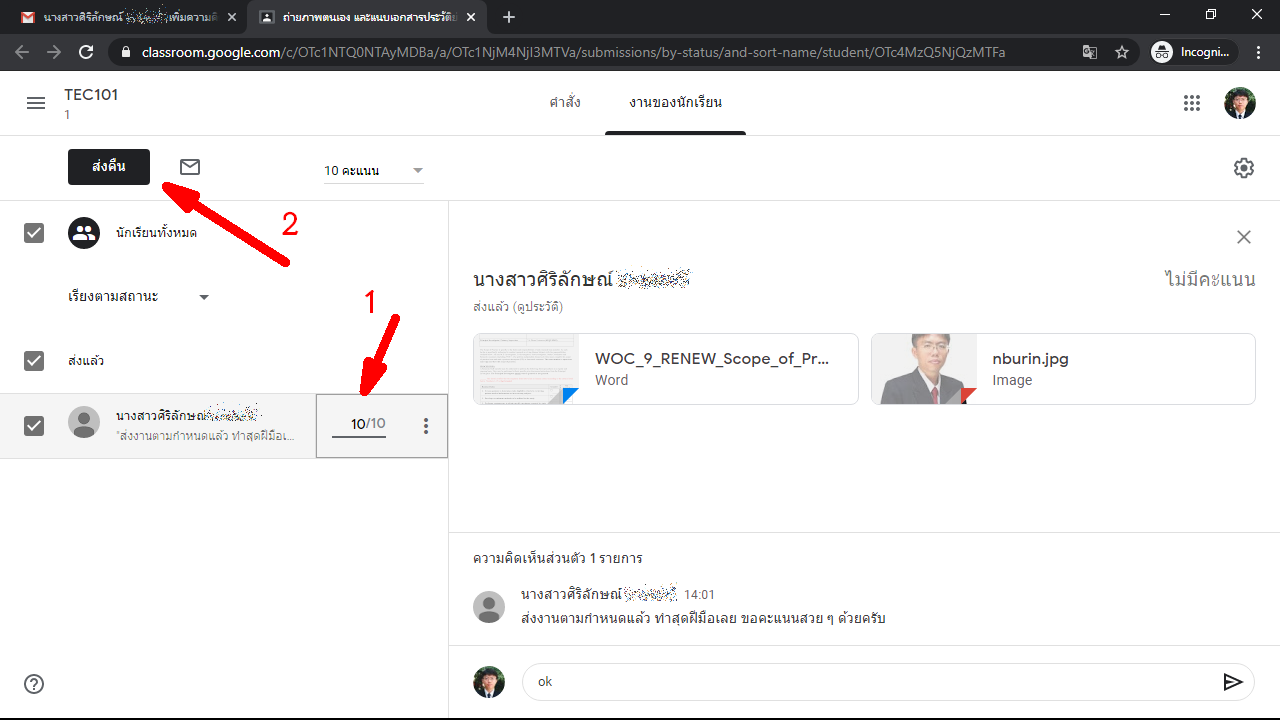 นางสาวศิริลักษณ์ เพิ่มความคิ
ถ่ายภาพตนเอง และแนบเอกสารประวัติย่
classroom.google.com/c/OTc1NTQ0NTAyMDBa/a/OTc1NjM4NjI3MTVa/submissions/by-status/and-sort-name/student/OTc4MzQ5NjQzMTFa
Incogni...
TEC101
1
คำสั่ง
งานของนักเรียน
ส่งคืน
10 คะแนน
2
นักเรียนทั้งหมด
เรียงตามสถานะ
1
ส่งแล้ว
นางสาวศิริลักษณ์
"ส่งงานตามกำหนดแล้ว ทำสุดฝีมือเ...
10/10
นางสาวศิริลักษณ์
ไม่มีคะแนน
ส่งแล้ว (ดูประวัติ)
WOC_9_RENEW_Scope_of_Pr...
Word
nburin.jpg
Image
ความคิดเห็นส่วนตัว 1 รายการ
นางสาวศิริลักษณ์ 14:01
ส่งงานตามกำหนดแล้ว ทำสุดฝีมือเลย ขอคะแนนสวย ๆ ด้วยครับ
ok